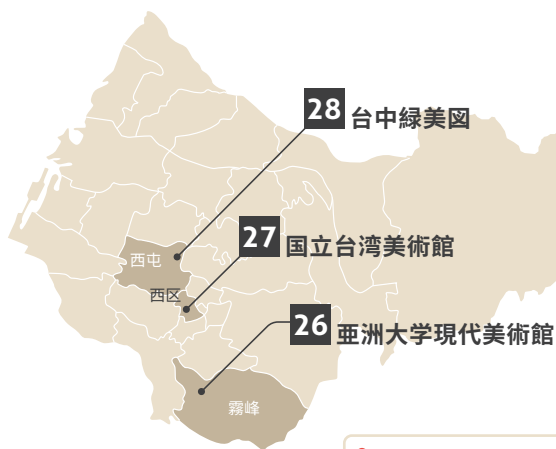 28 台中緑美図
27 国立台湾美術館
西屯
西区
26 亜洲大学現代美術館
霧峰